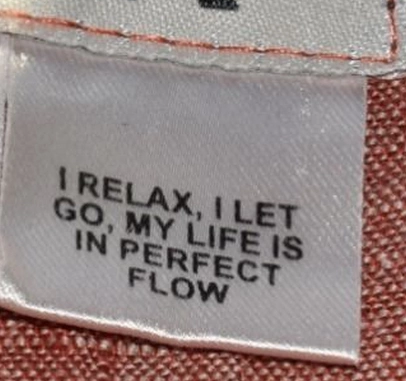 I RELAX, I LET
GO, MY LIFE IS
IN PERFECT
FLOW